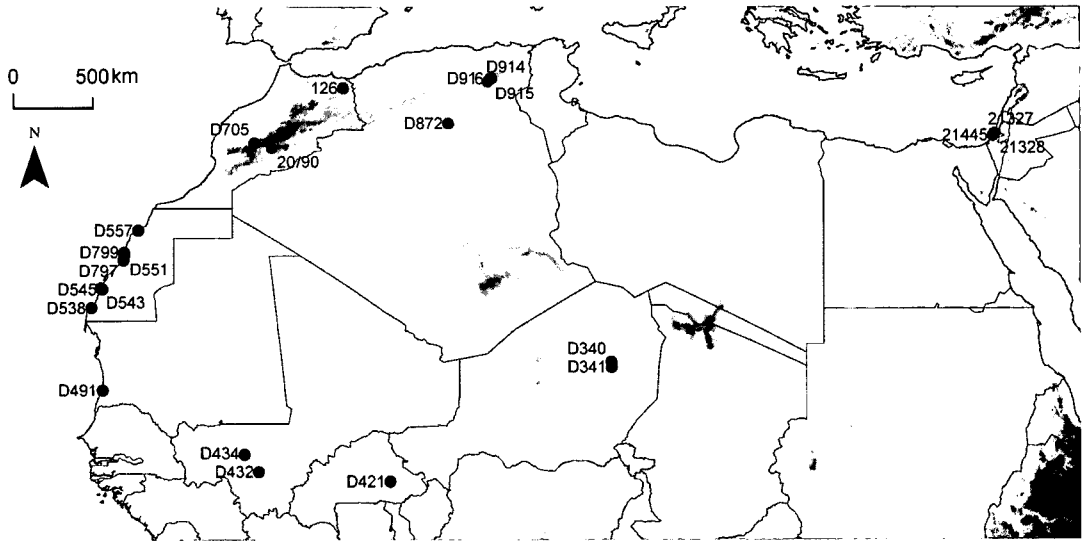 0 500km
N
D914
D916
D915
126
D872
D705
20/90
21327
21445
21328
D557
D799
D797
D551
D545
D543
D538
D491
D340
D341
D434
D432
D421